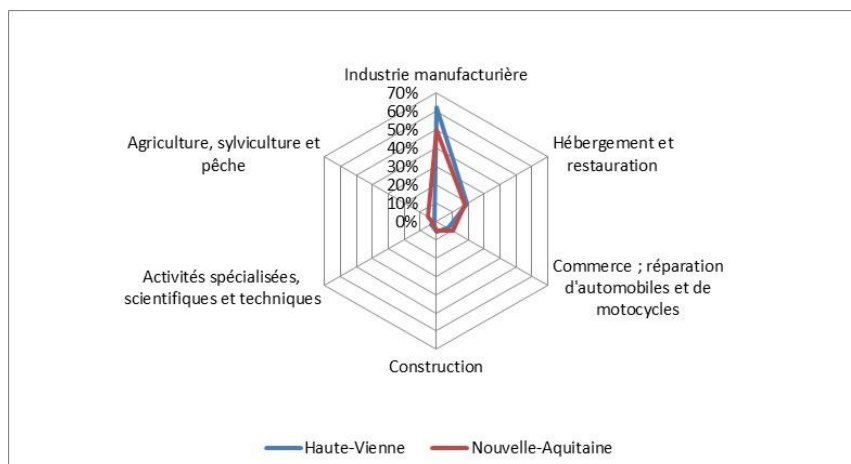 Industrie manufacturière
70%
60%
50%
40%
30%
20%
10%
0%
Hébergement et
restauration
Commerce ; réparation
d'automobiles et de
motocycles
Construction
Activités spécialisées,
scientifiques et techniques
Agriculture, sylviculture et
pêche
Haute-Vienne
Nouvelle-Aquitaine